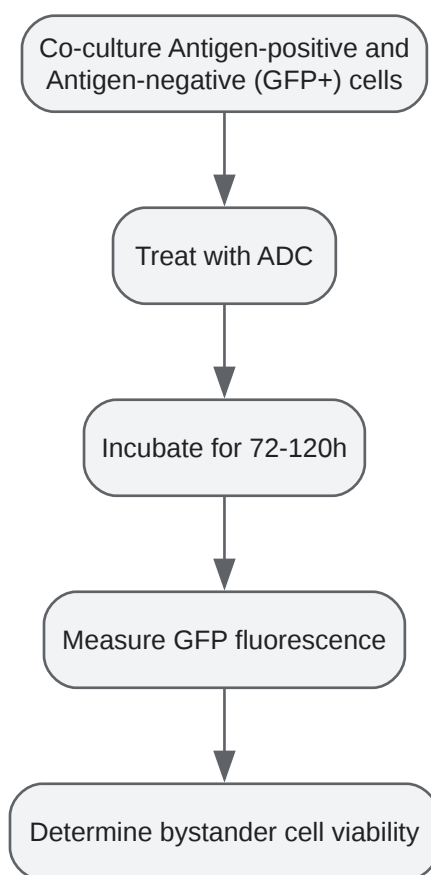 Co-culture Antigen-positive and
Antigen-negative (GFP+) cells
Treat with ADC
Incubate for 72-120h
Measure GFP fluorescence
Determine bystander cell viability